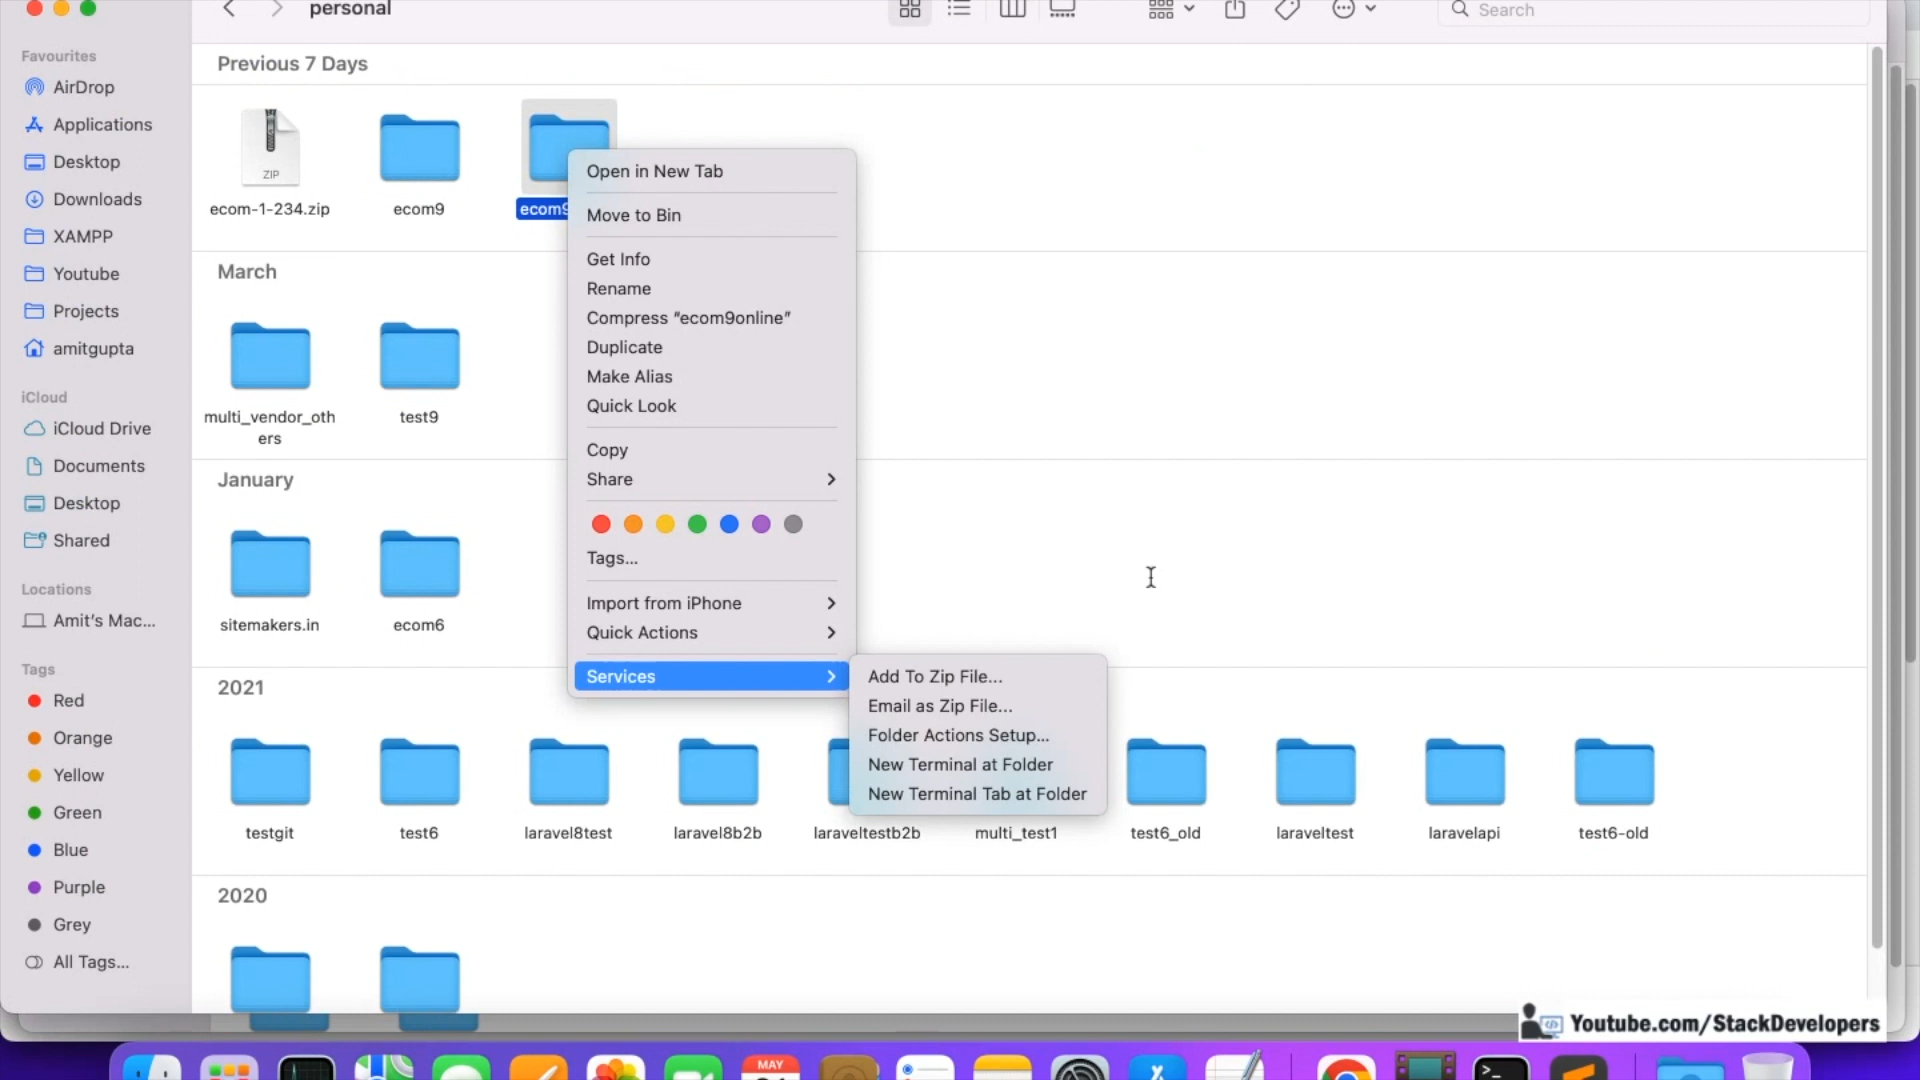 personal
Search
Favourites
AirDrop
Applications
Desktop
Downloads
XAMPP
Youtube
Projects
amitgupta
iCloud
iCloud Drive
Documents
Desktop
Shared
Locations
Amit's Mac...
Tags
Red
Orange
Yellow
Green
Blue
Purple
Grey
All Tags...
Previous 7 Days
ZIP
ecom-1-234.zip
ecom9
ecom9
March
multi_vendor_oth
ers
test9
January
sitemakers.in
ecom6
2021
testgit
test6
laravel8test
laravel8b2b
laraveltestb2b
multi_test1
test6_old
laraveltest
laravelapi
test6-old
2020
Open in New Tab
Move to Bin
Get Info
Rename
Compress "ecom9online"
Duplicate
Make Alias
Quick Look
Copy
Share
Tags...
Import from iPhone
Quick Actions
Services
Add To Zip File...
Email as Zip File...
Folder Actions Setup...
New Terminal at Folder
New Terminal Tab at Folder
Youtube.com/StackDevelopers
MAY